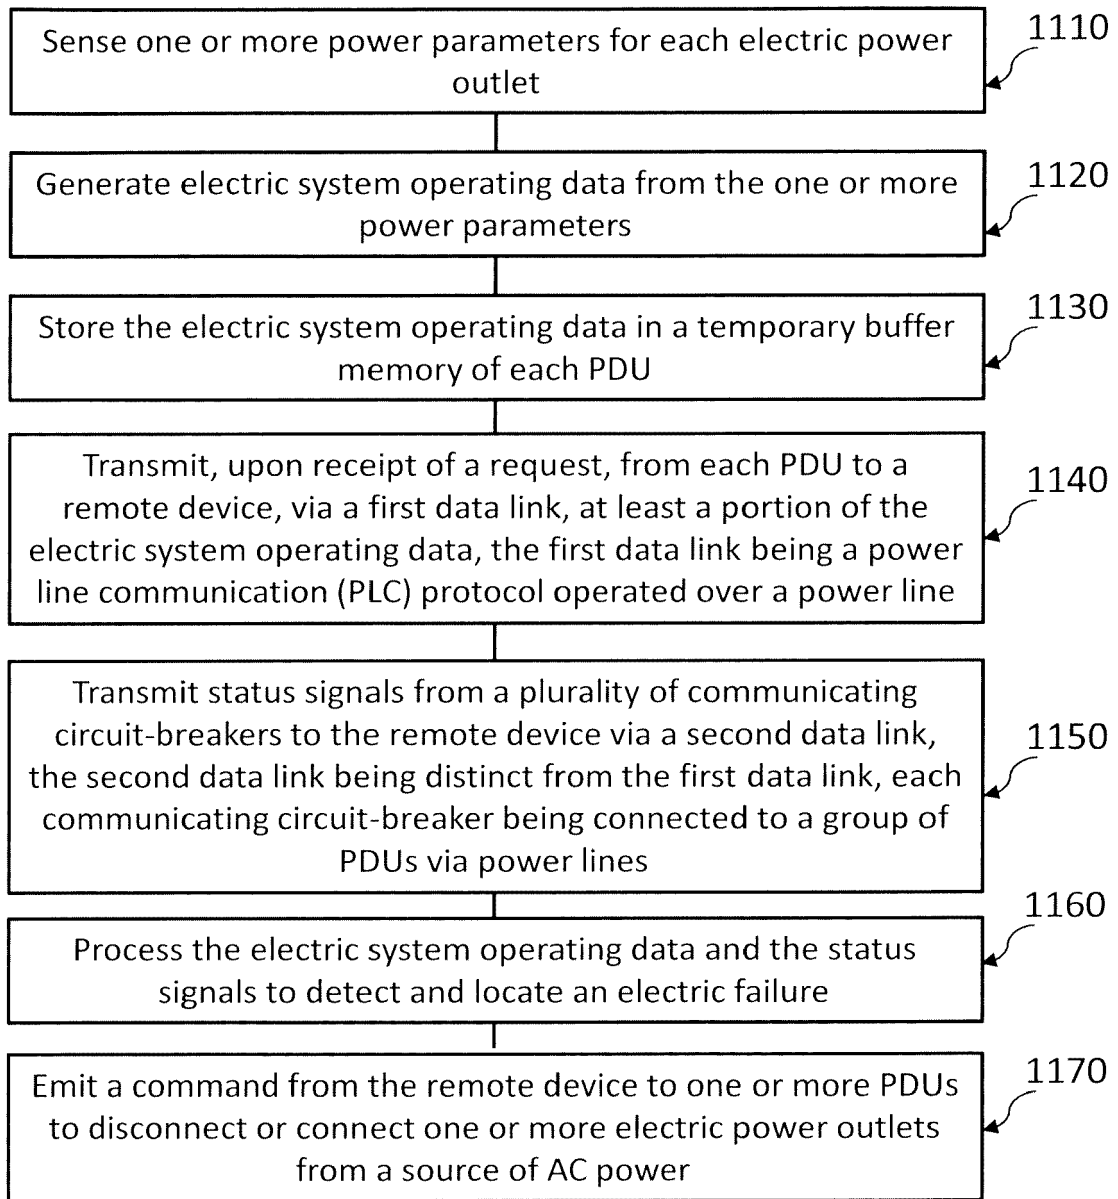 Sense one or more power parameters for each electric power
outlet
1110
Generate electric system operating data from the one or more
power parameters
1120
Store the electric system operating data in a temporary buffer
memory of each PDU
1130
Transmit, upon receipt of a request, from each PDU to a
remote device, via a first data link, at least a portion of the
electric system operating data, the first data link being a power
line communication (PLC) protocol operated over a power line
1140
Transmit status signals from a plurality of communicating
circuit-breakers to the remote device via a second data link,
the second data link being distinct from the first data link, each
communicating circuit-breaker being connected to a group of
PDUs via power lines
1150
Process the electric system operating data and the status
signals to detect and locate an electric failure
1160
Emit a command from the remote device to one or more PDUs
to disconnect or connect one or more electric power outlets
from a source of AC power
1170